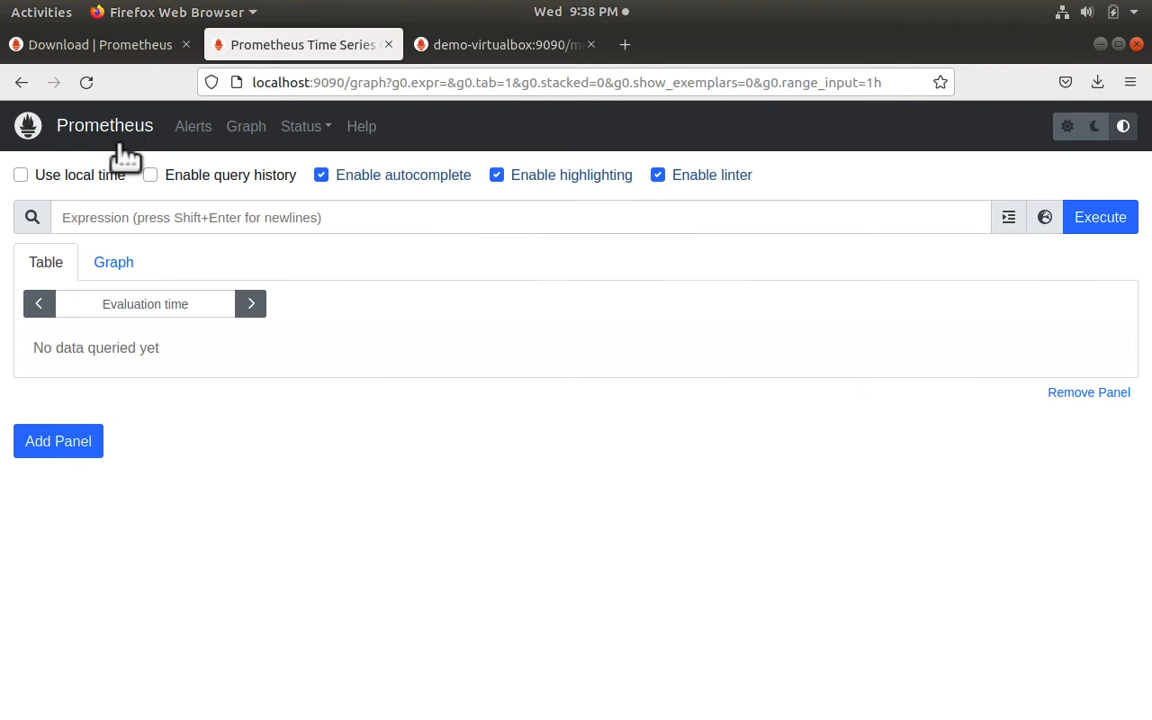 Activities Firefox Web Browser Wed 9:38 PM
Download | Prometheus Prometheus Time Series demo-virtualbox:9090/m
localhost:9090/graph?g0.expr=&g0.tab=1&g0.stacked=0&g0.show_exemplars=0&g0.range_input=1h
Prometheus Alerts Graph Status Help
Use local time Enable query history Enable autocomplete Enable highlighting Enable linter
Expression (press Shift+Enter for newlines) Execute
Table Graph
Evaluation time
No data queried yet
Remove Panel
Add Panel